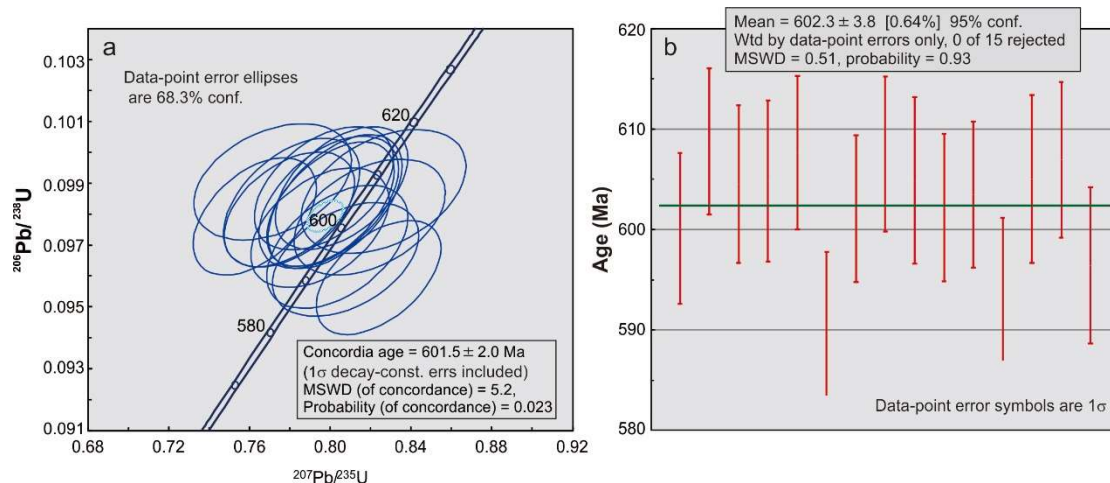 a
Data-point error ellipses
are 68.3% conf.
0.103
0.101
0.099
0.097
0.095
0.093
0.091
206Pb/ 238U
620
600
580
Concordia age = 601.5 ± 2.0 Ma
(1σ decay-const. errs included)
MSWD (of concordance) = 5.2,
Probability (of concordance) = 0.023
0.68
0.72
0.76
0.80
0.84
0.88
0.92
207Pb/235U
b
Mean = 602.3 ± 3.8 [0.64%] 95% conf.
Wtd by data-point errors only, 0 of 15 rejected
MSWD = 0.51, probability = 0.93
620
610
600
590
580
Age (Ma)
Data-point error symbols are 1σ